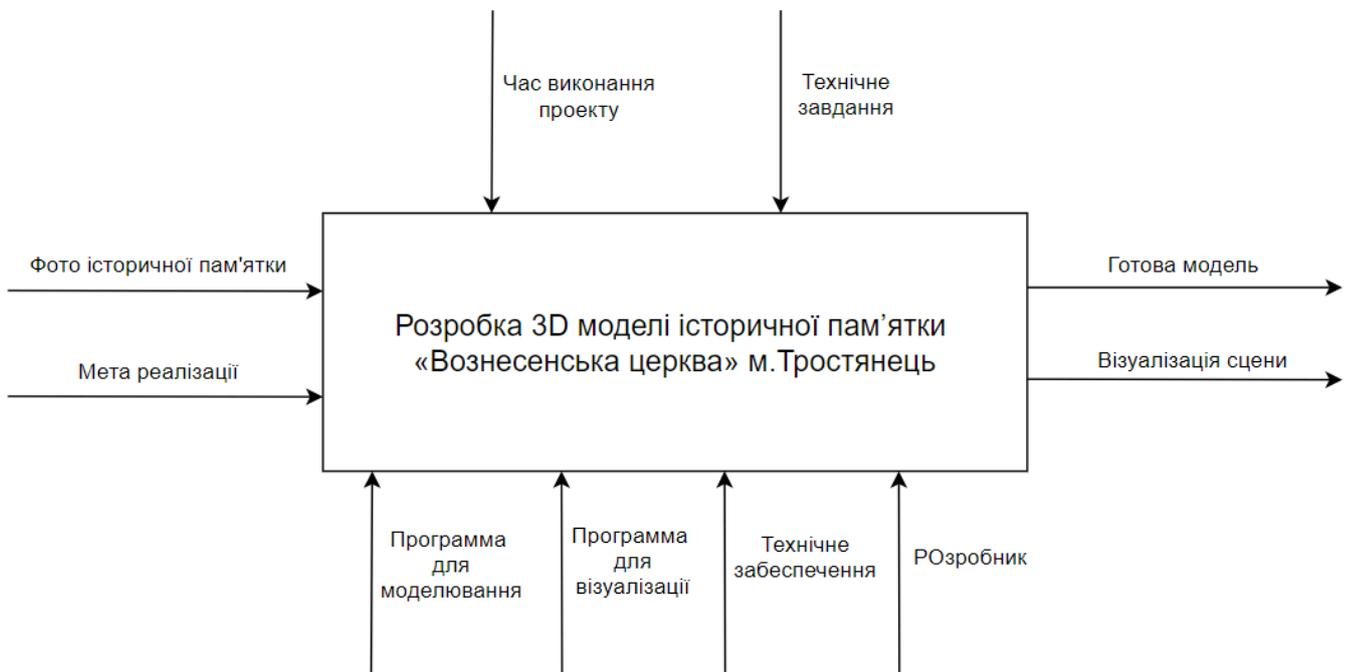 Час виконання
проекту
Технічне
завдання
Фото історичної пам'ятки
Мета реалізації
Розробка 3D моделі історичної пам’ятки
«Вознесенська церква» м.Тростянець
Готова модель
Візуалізація сцени
Программа
для
моделювання
Программа
для
візуалізації
Технічне
забеспечення
РОзробник